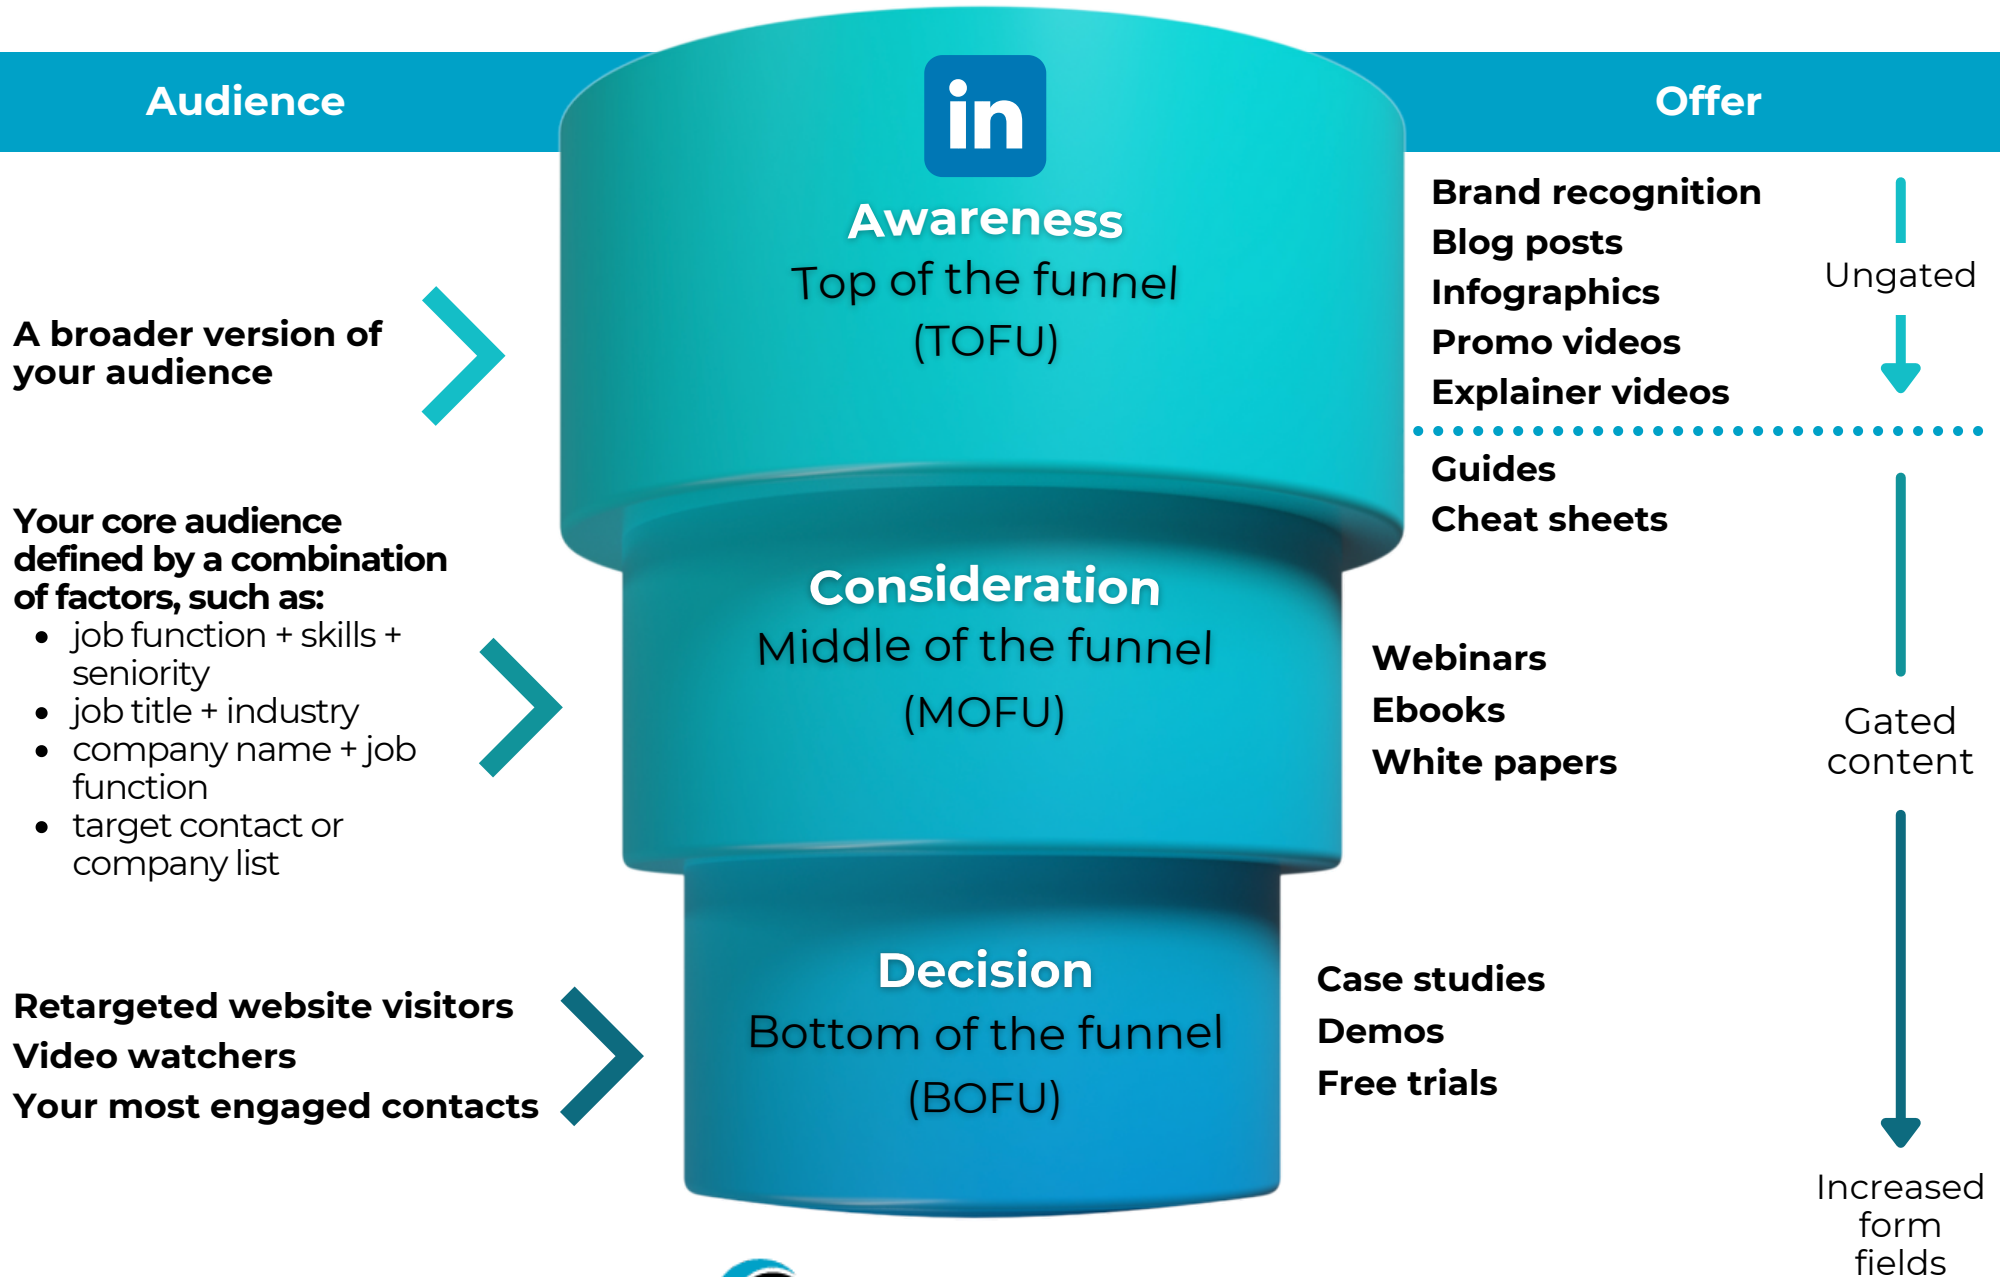 Audience
in
Offer
Awareness
Top of the funnel
(TOFU)
A broader version of
your audience
Brand recognition
Blog posts
Infographics
Promo videos
Explainer videos
Ungated
Guides
Cheat sheets
Your core audience
defined by a combination
of factors, such as:
• job function + skills +
seniority
• job title + industry
• company name + job
function
• target contact or
company list
Consideration
Middle of the funnel
(MOFU)
Webinars
Ebooks
White papers
Gated
content
Retargeted website visitors
Video watchers
Your most engaged contacts
Decision
Bottom of the funnel
(BOFU)
Case studies
Demos
Free trials
Increased
form
fields